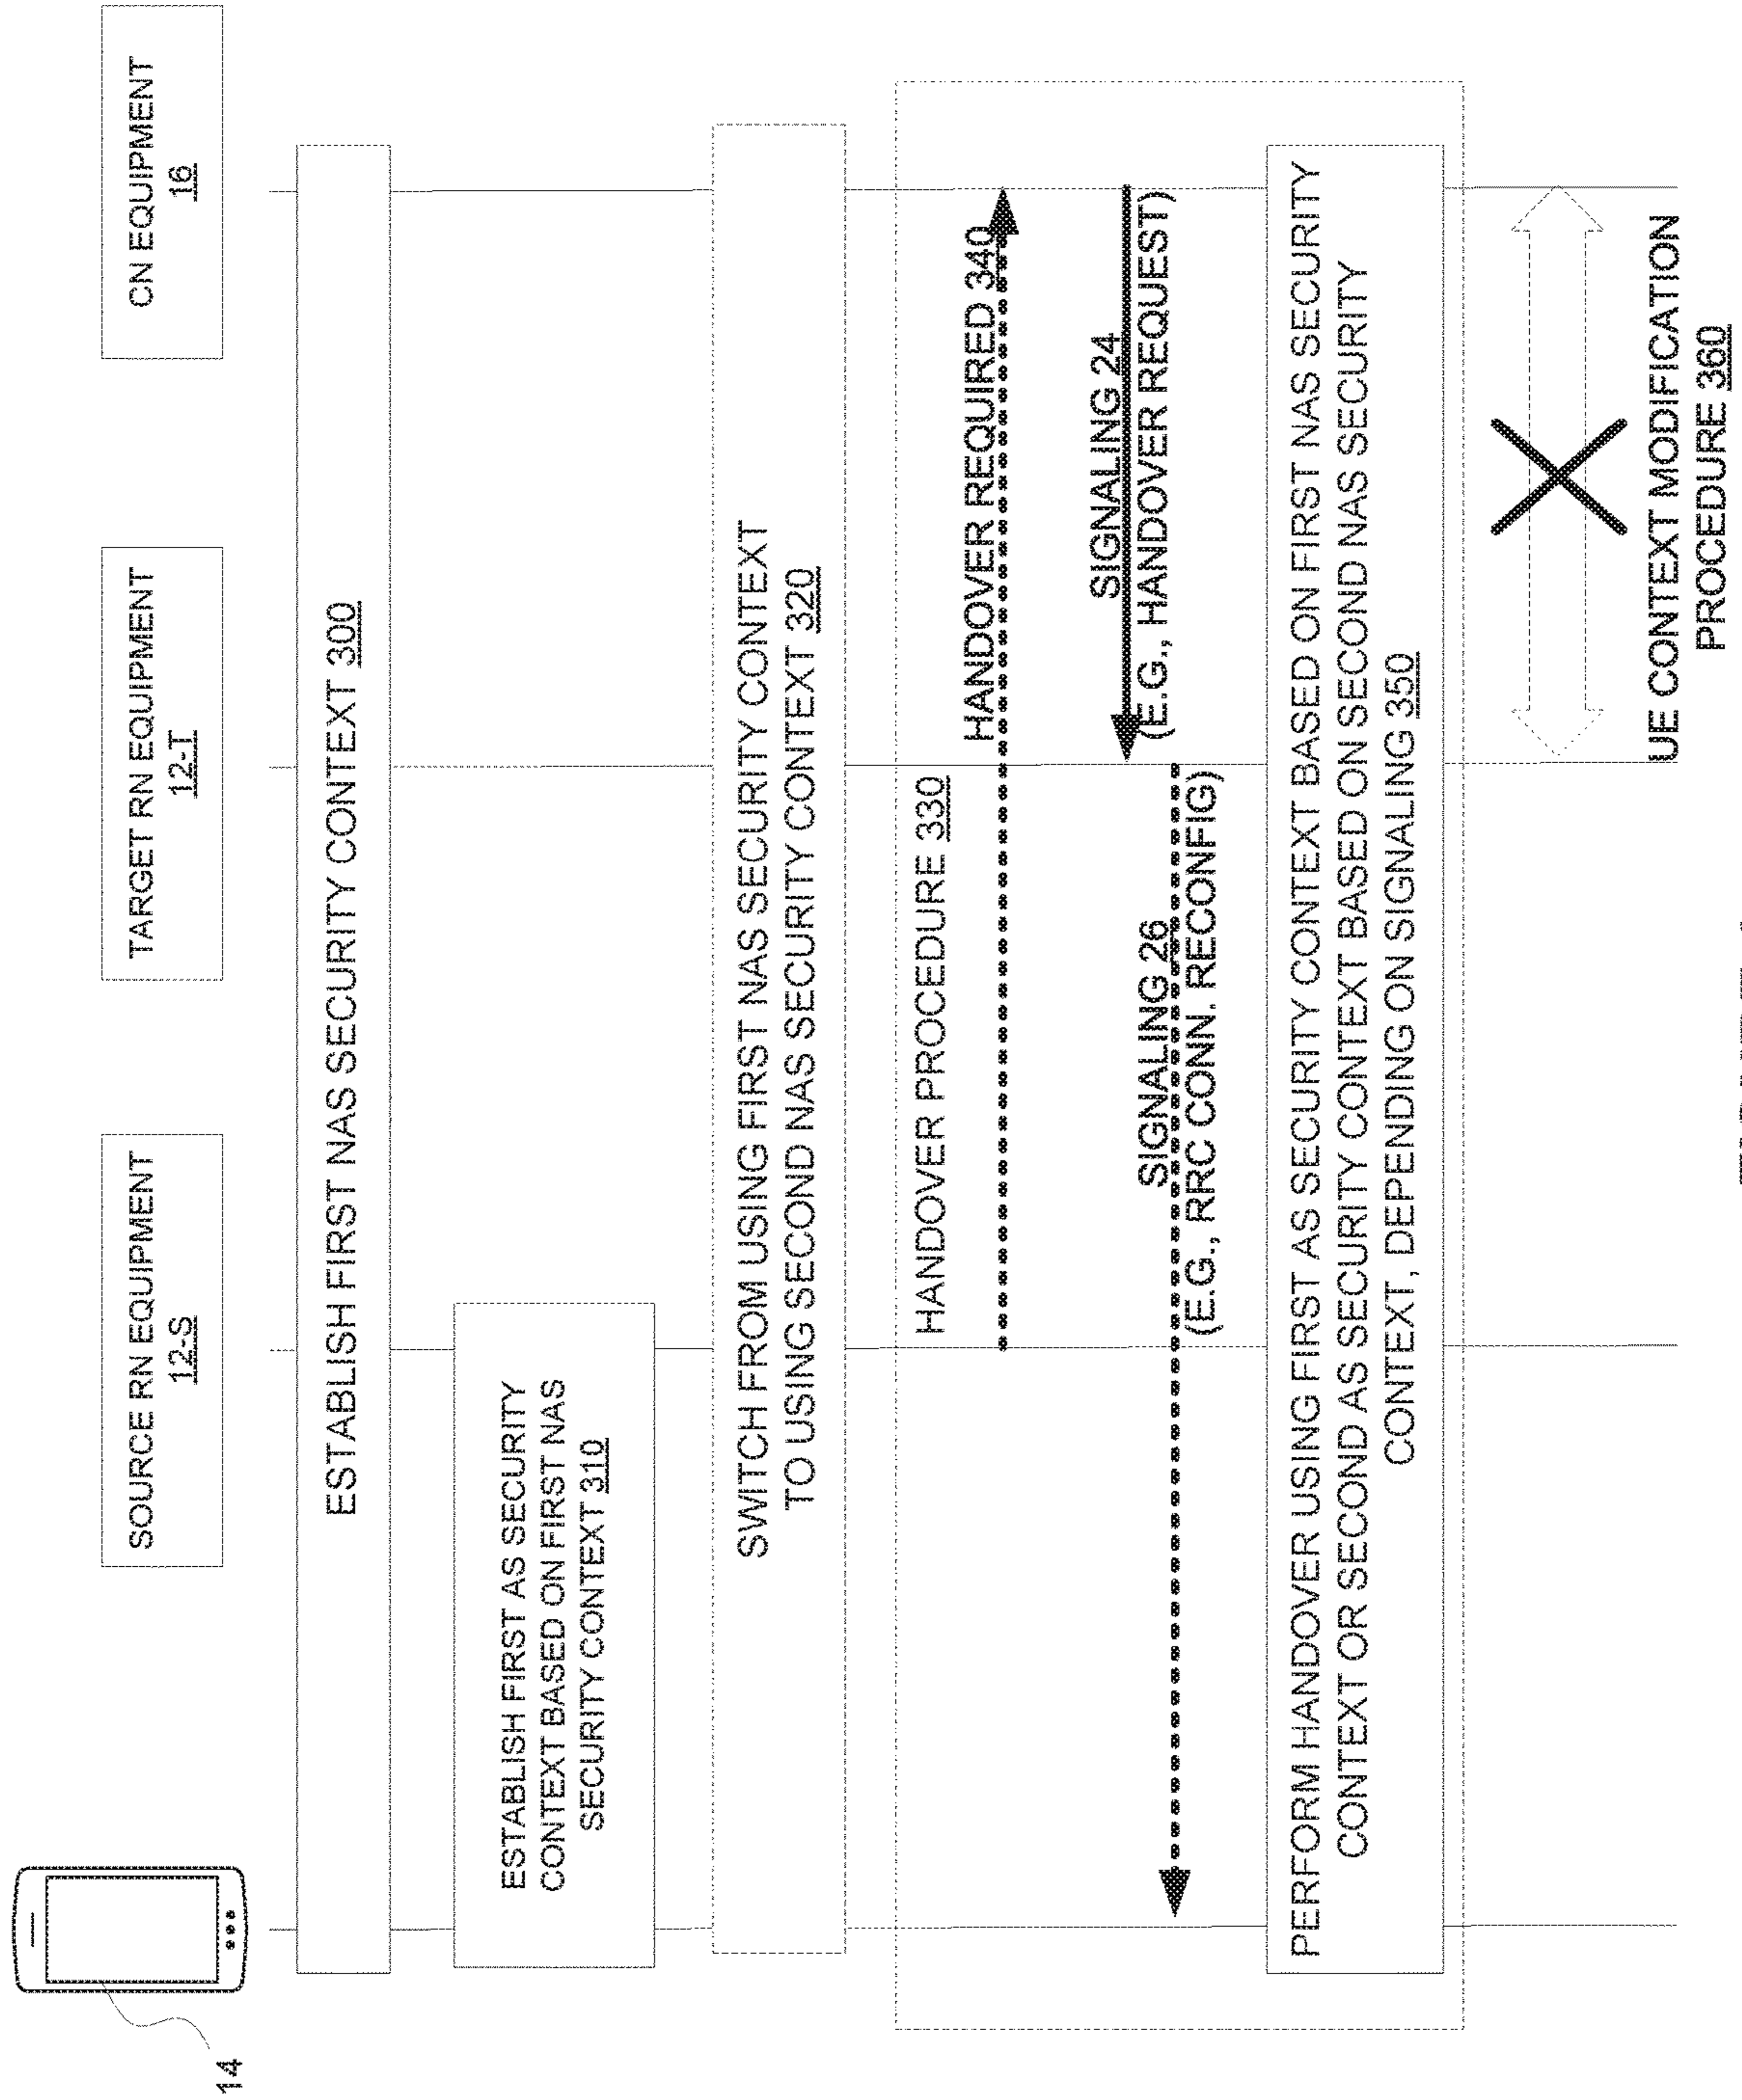 14
SOURCE RN EQUIPMENT
12-S
TARGET RN EQUIPMENT
12-T
CN EQUIPMENT
16
ESTABLISH FIRST NAS SECURITY CONTEXT 300
ESTABLISH FIRST AS SECURITY
CONTEXT BASED ON FIRST NAS
SECURITY CONTEXT 310
SWITCH FROM USING FIRST NAS SECURITY CONTEXT
TO USING SECOND NAS SECURITY CONTEXT 320
HANDOVER PROCEDURE 330
HANDOVER REQUIRED 340
SIGNALING 24
(E.G., HANDOVER REQUEST)
SIGNALING 26
(E.G., RRC CONN. RECONFIG)
PERFORM HANDOVER USING FIRST AS SECURITY CONTEXT BASED ON FIRST NAS SECURITY
CONTEXT OR SECOND AS SECURITY CONTEXT BASED ON SECOND NAS SECURITY
CONTEXT, DEPENDING ON SIGNALING 350
UE CONTEXT MODIFICATION
PROCEDURE 360